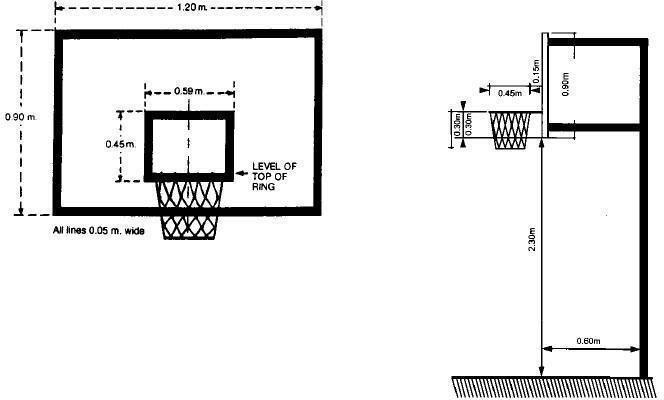 1.20 m.
0.90 m.
0.59 m.
0.45 m.
LEVEL OF
TOP OF
RING
All lines 0.05 m. wide
0.15m
0.90m
0.45m
0.30m
0.30m
2.30m
0.60m